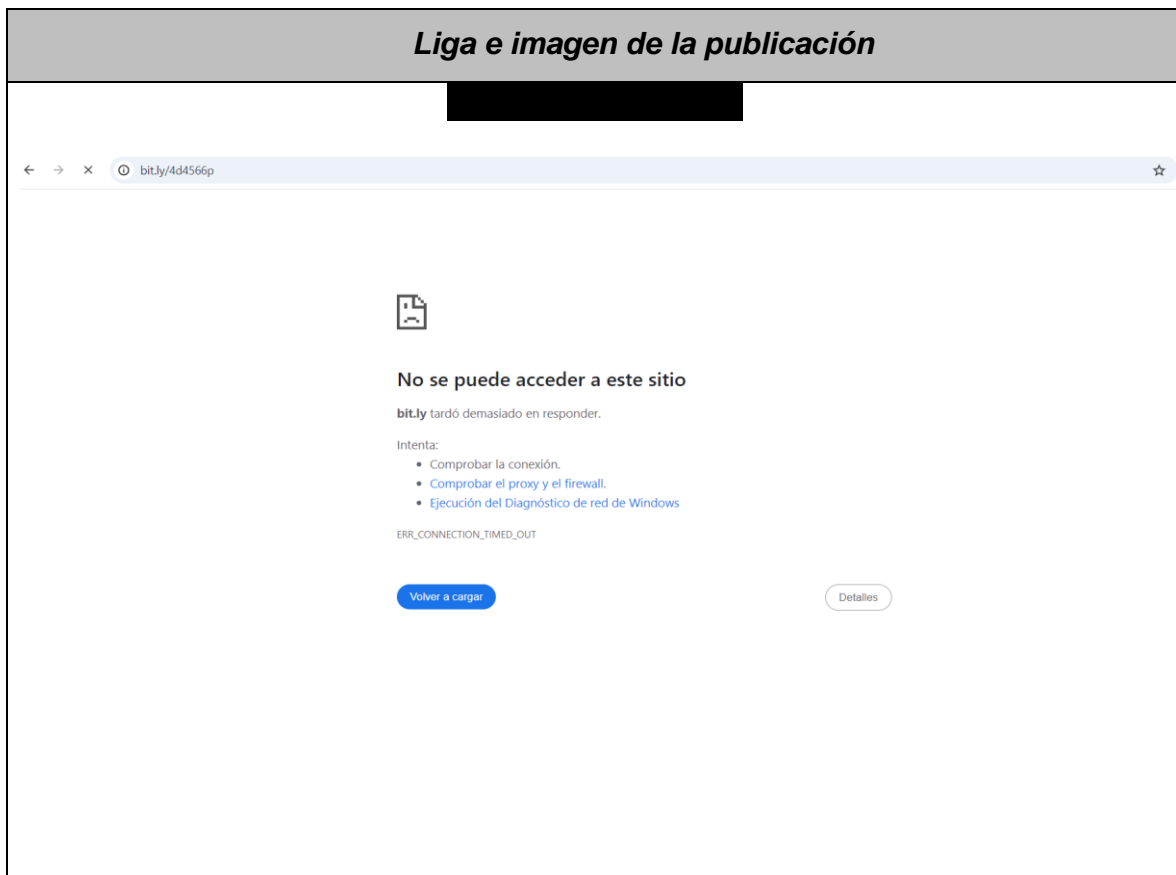 Liga e imagen de la publicación
bit.ly/4d4566p
No se puede acceder a este sitio
bit.ly tardó demasiado en responder.
Intenta:
• Comprobar la conexión.
• Comprobar el proxy y el firewall.
• Ejecución del Diagnóstico de red de Windows
ERR_CONNECTION_TIMED_OUT
Volver a cargar
Detalles